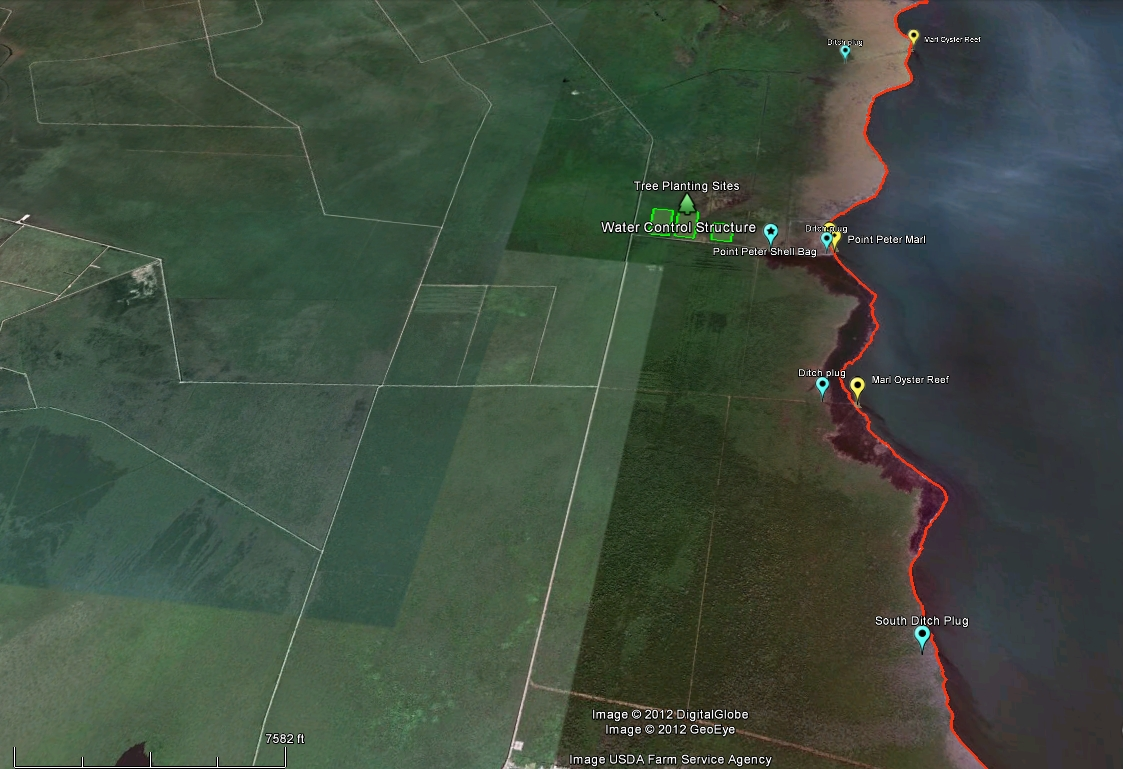 Ditch plug
Marl Oyster Reef
Tree Planting Sites
Water Control Structure
Ditch plug
Point Peter Marl
Point Peter Shell Bag
Ditch plug
Marl Oyster Reef
South Ditch Plug
Image © 2012 DigitalGlobe
Image © 2012 GeoEye
7582 ft
Image USDA Farm Service Agency